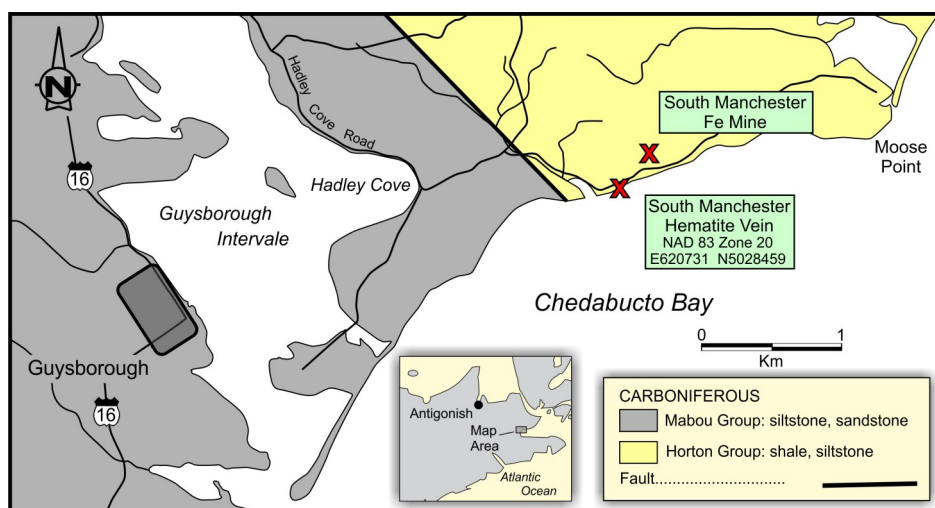 N
16
Hadley
Cove
Road
Hadley Cove
Guysborough
Intervale
Guysborough
16
South Manchester
Fe Mine
Moose
Point
South Manchester
Hematite Vein
NAD 83 Zone 20
E620731 N5028459
Chedabucto Bay
0 1
Km
Antigonish
Map
Area
Atlantic
Ocean
CARBONIFEROUS
Mabou Group: siltstone, sandstone
Horton Group: shale, siltstone
Fault..............................